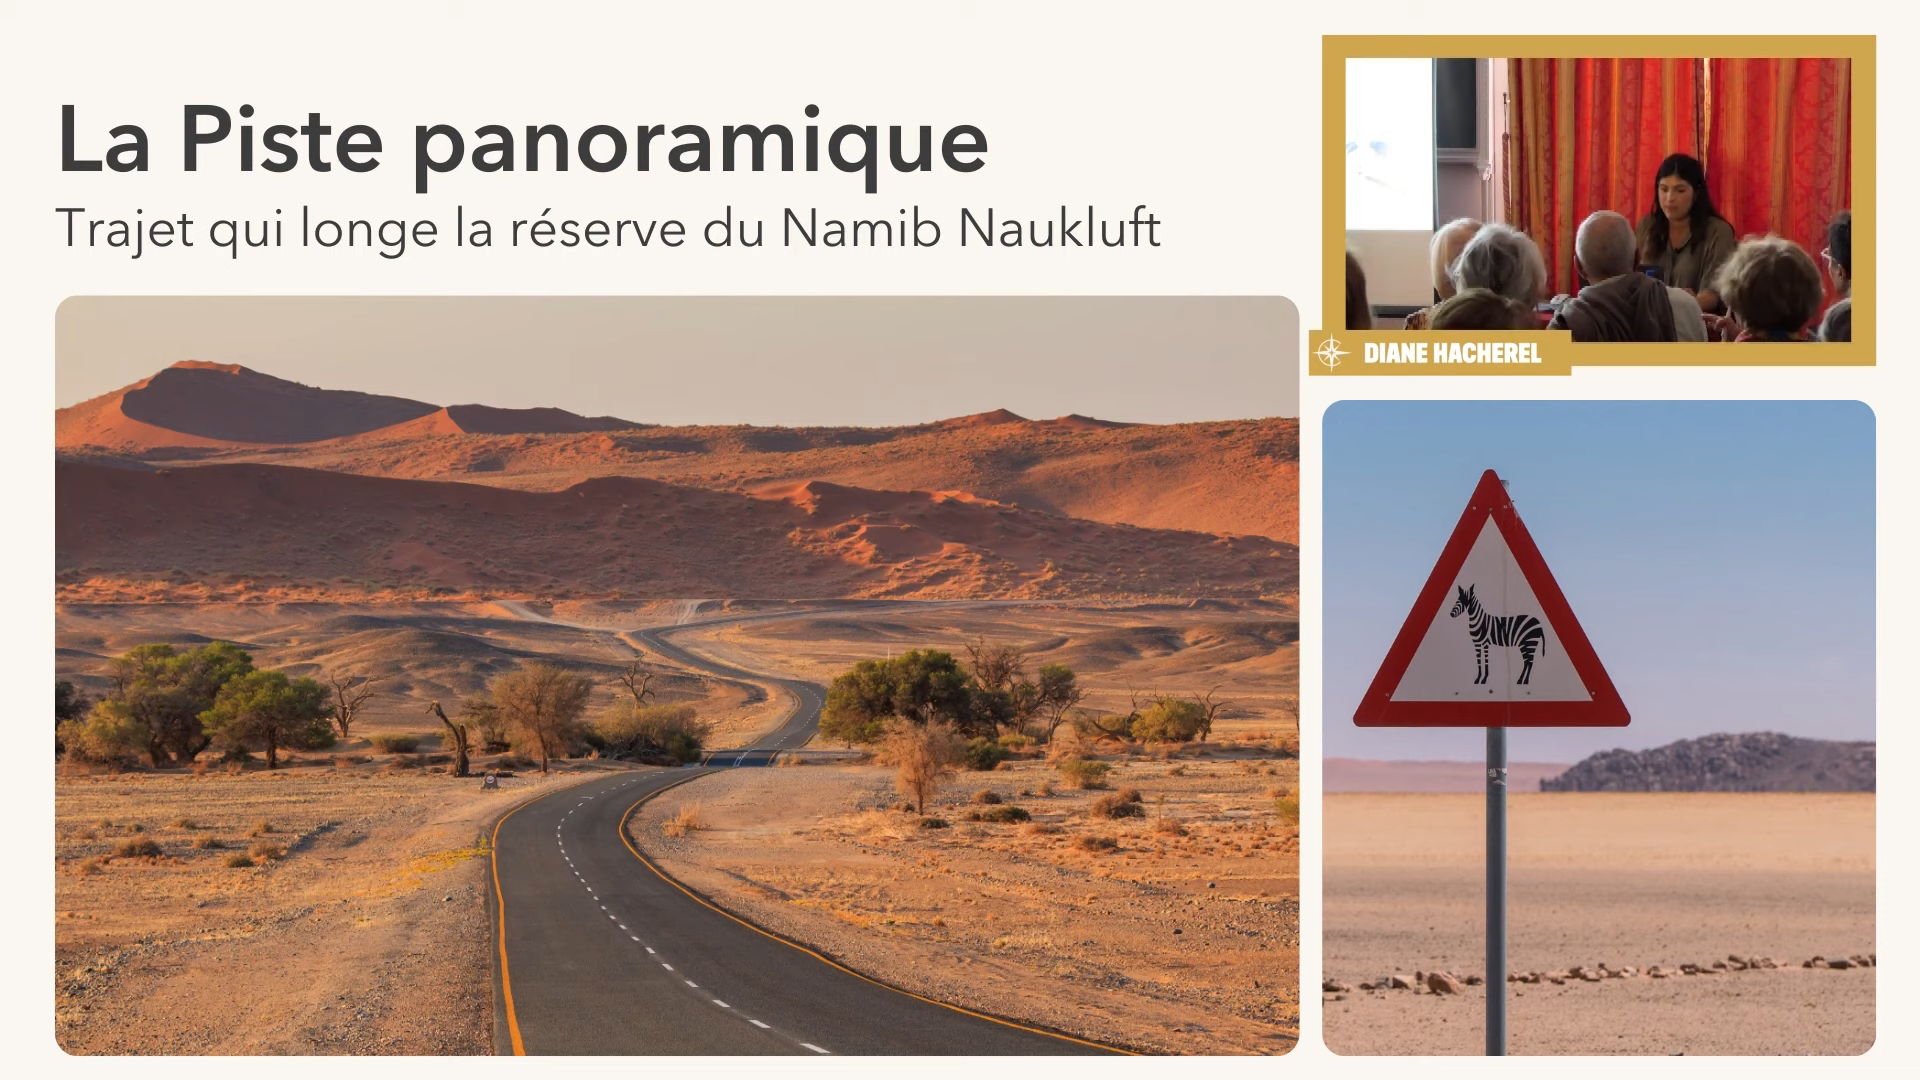 La Piste panoramique
Trajet qui longe la réserve du Namib Naukluft
DIANE HACHEREL